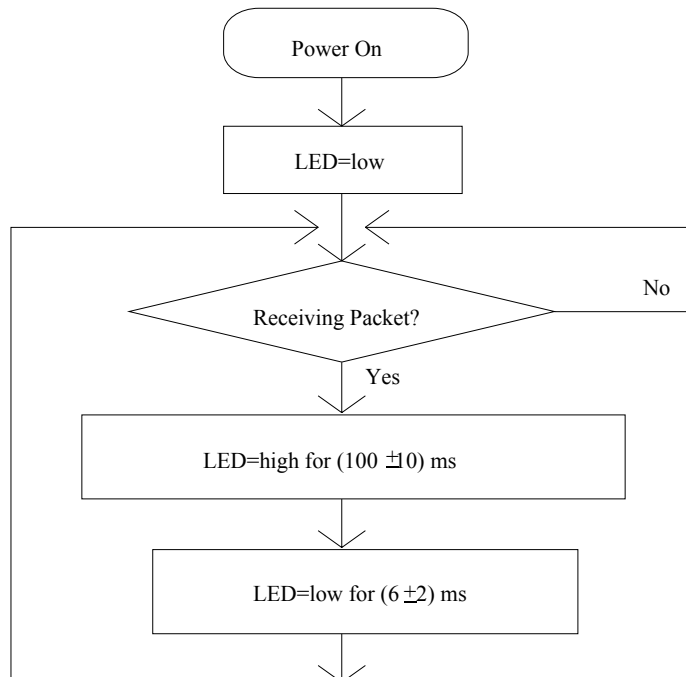 Power On
LED=low
No
Receiving Packet?
Yes
LED=high for (100 ±10) ms
LED=low for (6 ±2) ms